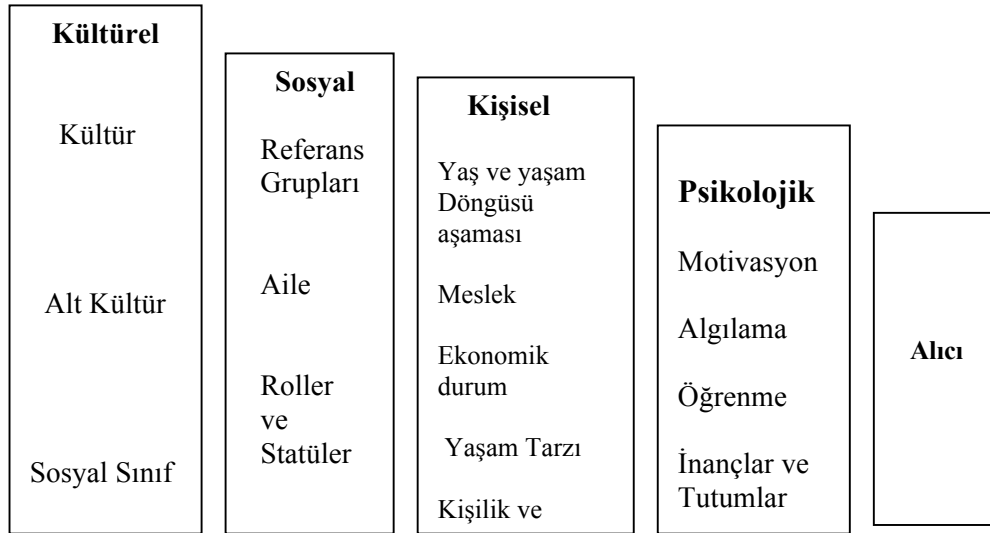 Kültürel
Kültür
Alt Kültür
Sosyal Sınıf
Sosyal
Referans
Grupları
Aile
Roller
ve
Statüler
Kişisel
Yaş ve yaşam
Döngüsü
aşaması
Meslek
Ekonomik
durum
Yaşam Tarzı
Kişilik ve
Psikolojik
Motivasyon
Algılama
Öğrenme
İnançlar ve
Tutumlar
Alıcı